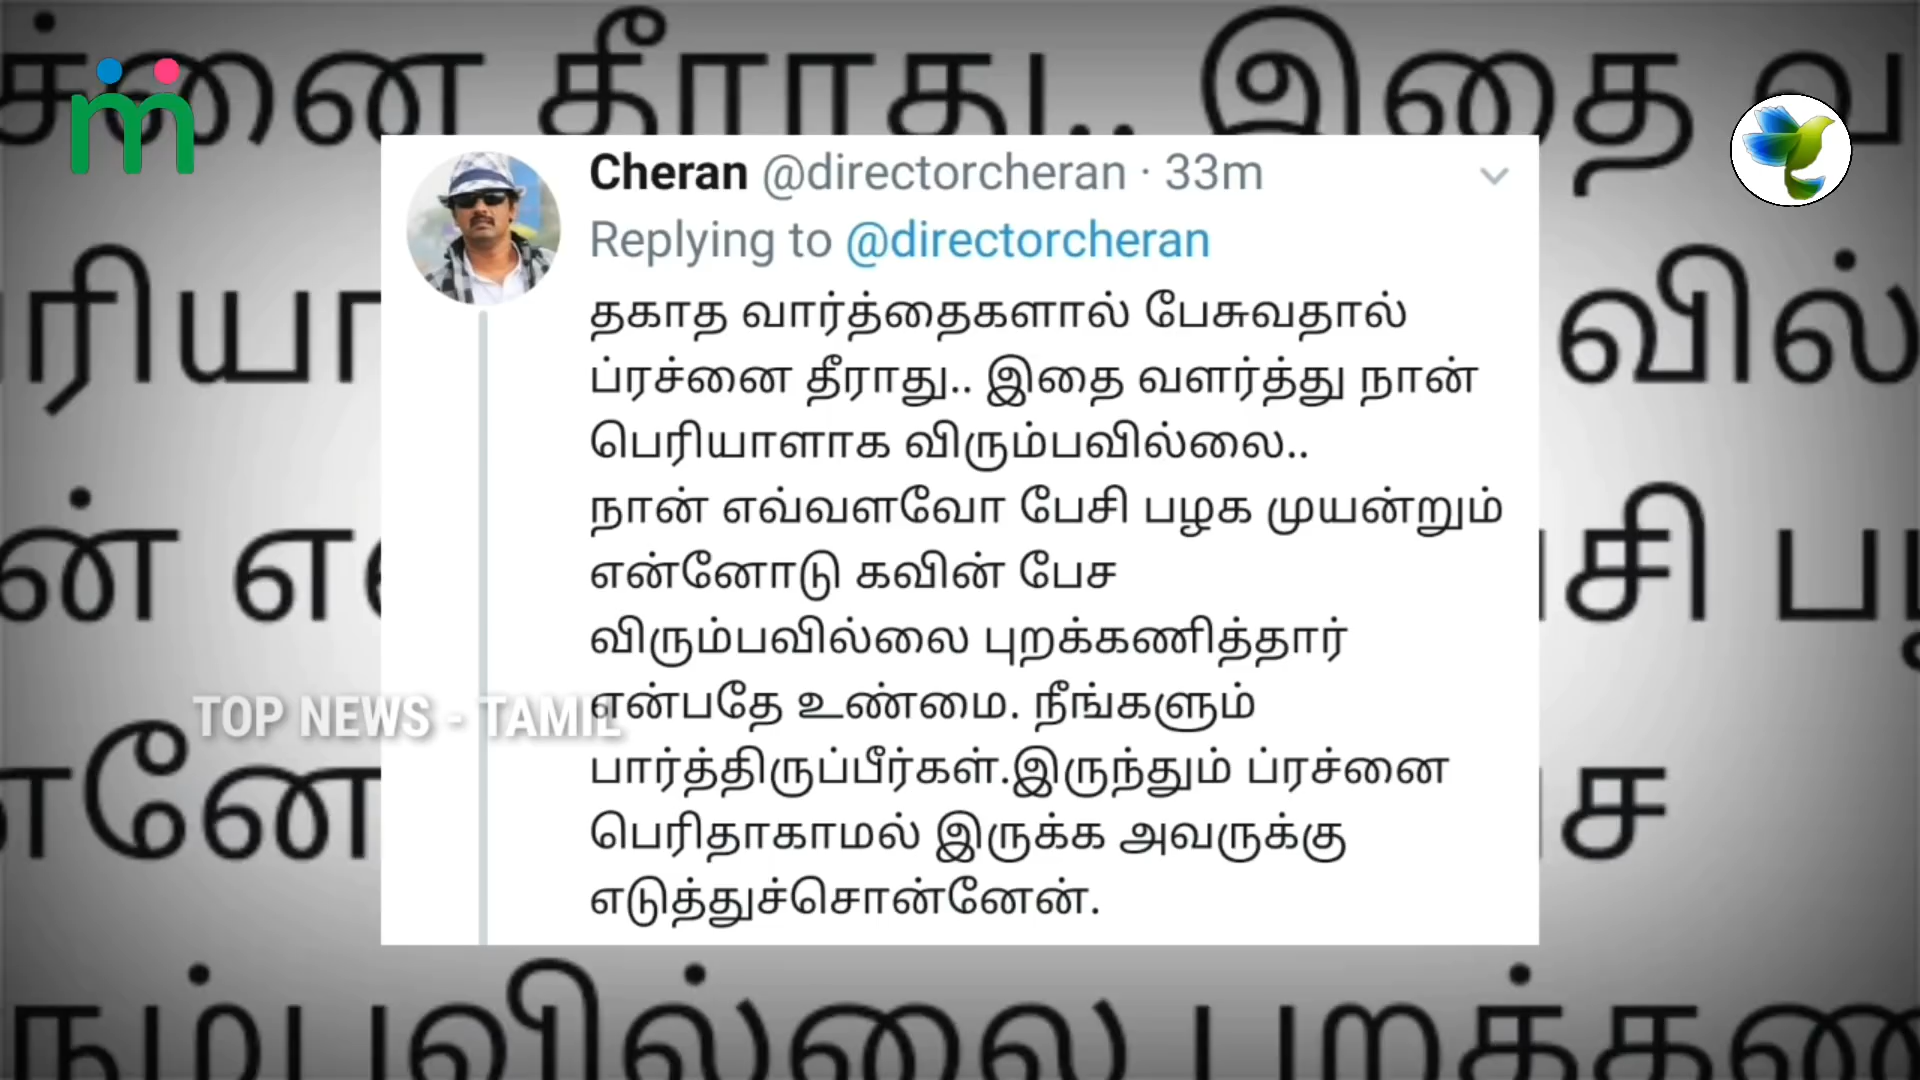 Cheran @directorcheran · 33m
Replying to @directorcheran
தகாத வார்த்தைகளால் பேசுவதால்
ப்ரச்னை தீராது.. இதை வளர்த்து நான்
பெரியாளாக விரும்பவில்லை..
நான் எவ்வளவோ பேசி பழக முயன்றும்
என்னோடு கவின் பேச
விரும்பவில்லை புறக்கணித்தார்
என்பதே உண்மை. நீங்களும்
பார்த்திருப்பீர்கள்.இருந்தும் ப்ரச்னை
பெரிதாகாமல் இருக்க அவருக்கு
எடுத்துச்சொன்னேன்.
TOP NEWS - TAMIL